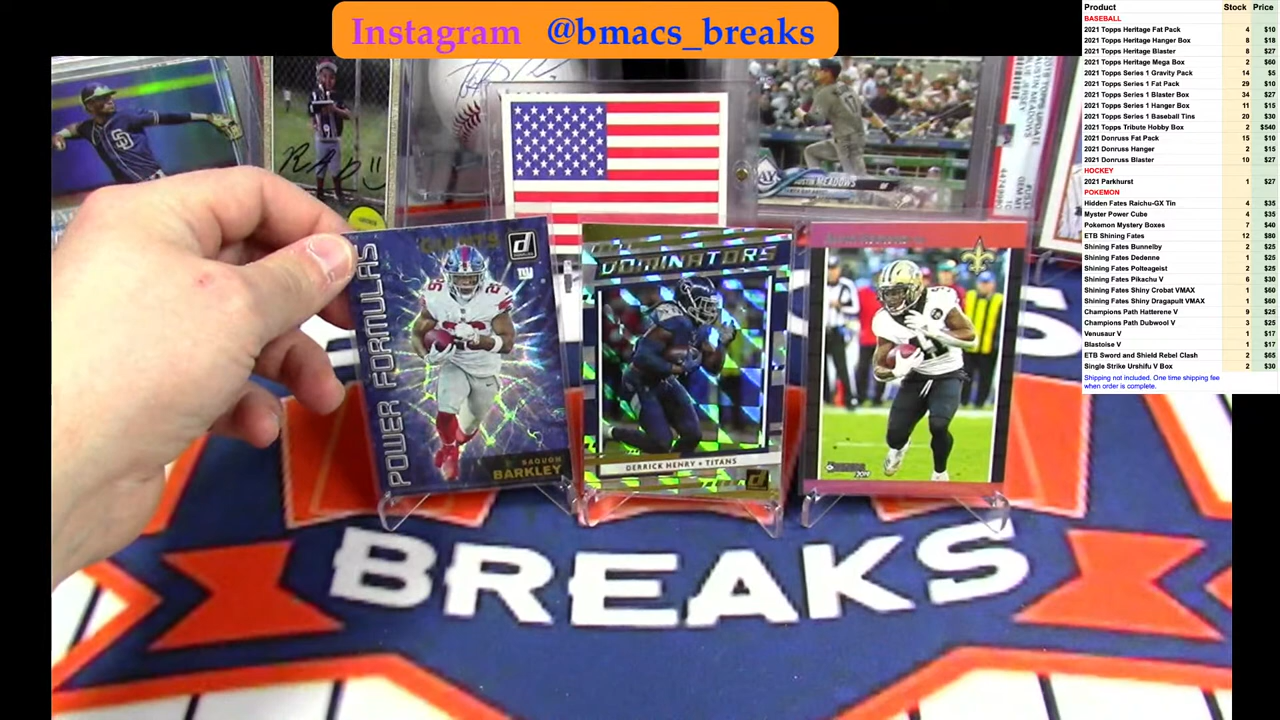 Instagram @bmacs_breaks
Product Stock Price
BASEBALL
2021 Topps Heritage Fat Pack 4 $10
2021 Topps Heritage Hanger Box 8 $18
2021 Topps Heritage Blaster 8 $27
2021 Topps Heritage Mega Box 2 $60
2021 Topps Series 1 Gravity Pack 14 $5
2021 Topps Series 1 Fat Pack 29 $10
2021 Topps Series 1 Blaster Box 34 $27
2021 Topps Series 1 Hanger Box 11 $15
2021 Topps Series 1 Baseball Tins 20 $30
2021 Topps Tribute Hobby Box 2 $540
2021 Donruss Fat Pack 15 $10
2021 Donruss Hanger 2 $15
2021 Donruss Blaster 10 $27
HOCKEY
2021 Parkhurst 1 $27
POKEMON
Hidden Fates Raichu-GX Tin 4 $35
Myster Power Cube 4 $35
Pokemon Mystery Boxes 7 $40
ETB Shining Fates 12 $80
Shining Fates Bunnelby 2 $25
Shining Fates Dedenne 1 $25
Shining Fates Polteageist 2 $25
Shining Fates Pikachu V 6 $30
Shining Fates Shiny Crobat VMAX 1 $60
Shining Fates Shiny Dragapult VMAX 1 $60
Champions Path Hatterene V 9 $25
Champions Path Dubwool V 3 $25
Venusaur V 1 $17
Blastoise V 1 $17
ETB Sword and Shield Rebel Clash 2 $65
Single Strike Urshifu V Box 2 $30
Shipping not included. One time shipping fee
when order is complete.
SD
AUSTIN MEADOWS
POWER FORMULAS
26
SAQUON
BARKLEY
DOMINATORS
DERRICK HENRY • TITANS
BREAKS